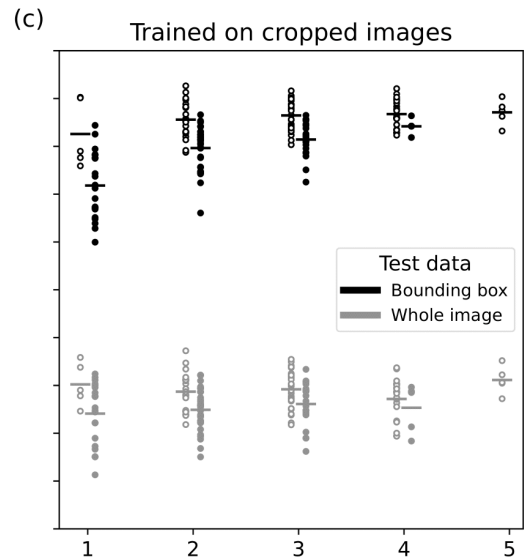 (c)
Trained on cropped images
Test data
Bounding box
Whole image
1 2 3 4 5